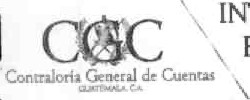 CGC
Contraloría General de Cuentas
GUATEMALA, C.A.
IN